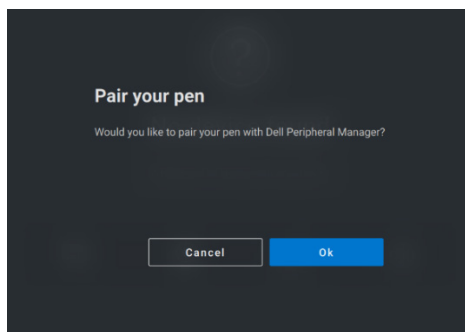 Pair your pen
Would you like to pair your pen with Dell Peripheral Manager?
Cancel
Ok